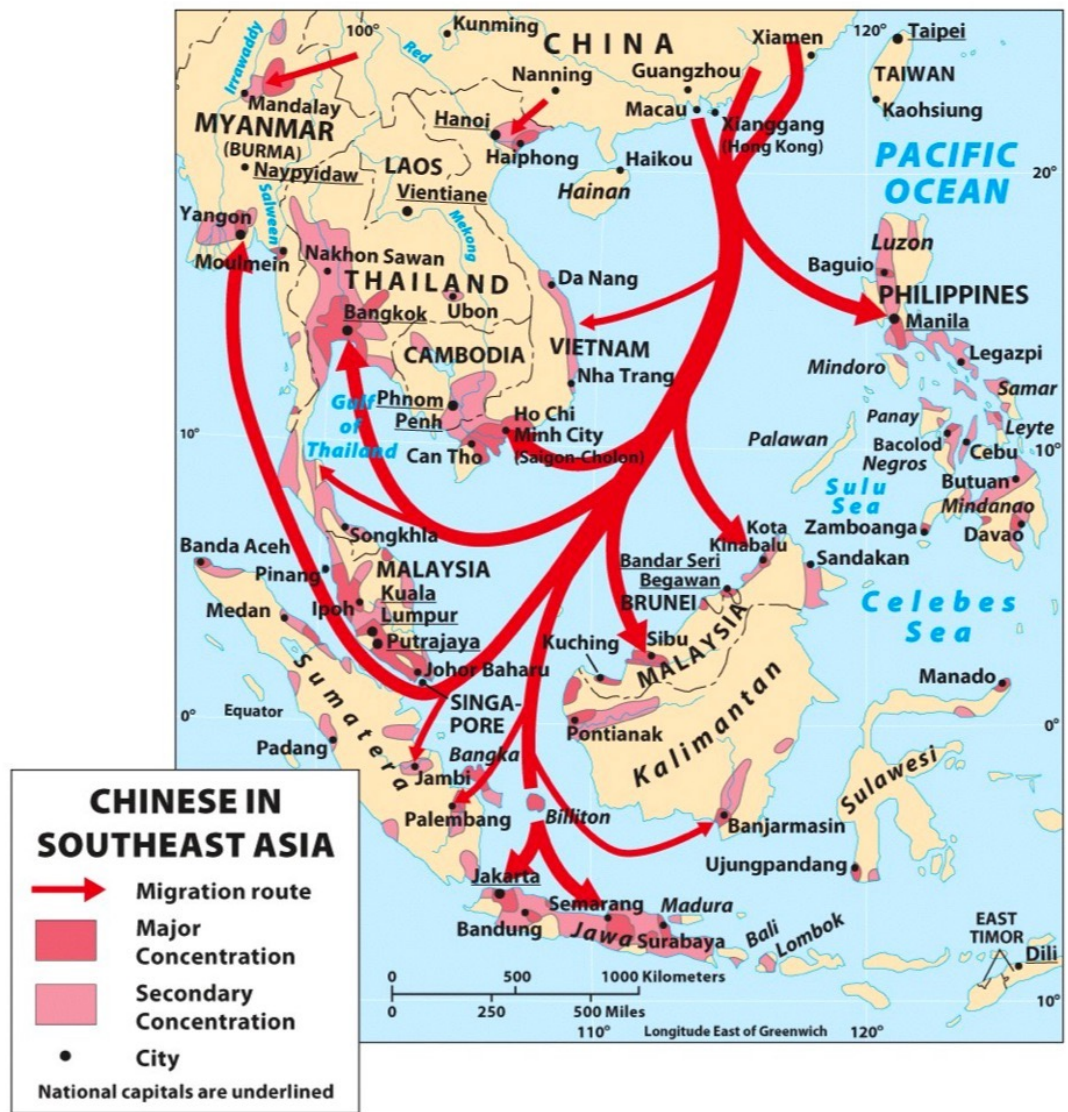 100°
Kunming
CHINA
Xiamen
120°
Taipei
Irrawaddy
Red
Nanning
Guangzhou
TAIWAN
Mandalay
Hanoi
Macau
Xianggang
(Hong Kong)
Kaohsiung
MYANMAR
(BURMA)
LAOS
Haiphong
Haikou
PACIFIC
OCEAN
Naypyidaw
Vientiane
Hainan
20°
Salween
Mekong
Yangon
Moulmein
Nakhon Sawan
Luzon
THAILAND
Da Nang
Baguio
PHILIPPINES
Bangkok
Ubon
Manila
CAMBODIA
VIETNAM
Mindoro
Legazpi
Nha Trang
Samar
Phnom
Penh
Gulf
of
Thailand
Ho Chi
Minh City
(Saigon-Cholon)
10°
Can Tho
Palawan
Panay
Leyte
Bacolod
Cebu
Negros
10°
Sulu
Sea
Butuan
Mindanao
Songkhla
Kota
Kinabalu
Zamboanga
Davao
Banda Aceh
Pinang
MALAYSIA
Bandar Seri
Begawan
Sandakan
Medan
Ipoh
Kuala
Lumpur
BRUNEI
Celebes
Sea
Putrajaya
Kuching
Sibu
MALAYSIA
Johor Baharu
Manado
Sumatera
SINGA-
PORE
0°
Equator
Pontianak
Kalimantan
0°
Padang
Bangka
Jambi
Sulawesi
Palembang
Billiton
Banjarmasin
Ujungpandang
Jakarta
Semarang
Madura
Bandung
Jawa
Surabaya
Bali
Lombok
EAST
TIMOR
Dili
0 500 1000 Kilometers
0 250 500 Miles
110°
Longitude East of Greenwich
120°
10°
CHINESE IN
SOUTHEAST ASIA
Migration route
Major
Concentration
Secondary
Concentration
City
National capitals are underlined